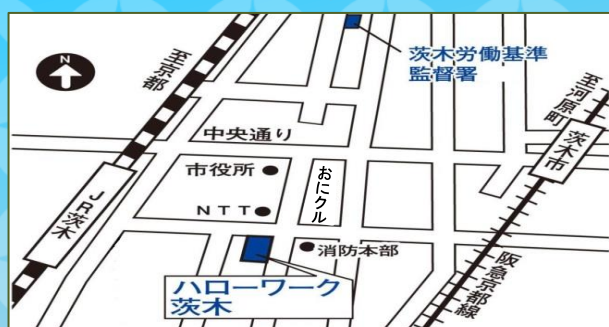 N
茨木労働基準
監督署
至京都
至河原町
中央通り
茨木市
市役所
おにクル
JR茨木
NTT
消防本部
阪急京都線
ハローワーク
茨木